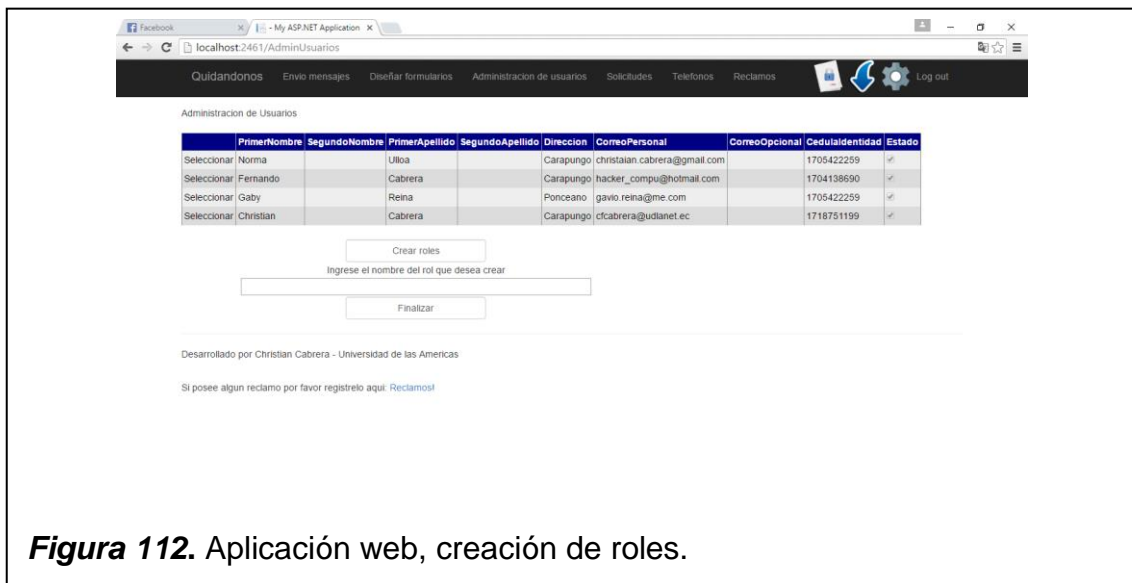 Facebook
- My ASP.NET Application
localhost:2461/AdminUsuarios
Quidandonos Envio mensajes Diseñar formularios Administracion de usuarios Solicitudes Telefonos Reclamos Log out
Administracion de Usuarios
PrimerNombre SegundoNombre PrimerApellido SegundoApellido Direccion CorreoPersonal CorreoOpcional CedulaIdentidad Estado
Seleccionar Norma Ulloa Carapungo christaian.cabrera@gmail.com 1705422259
Seleccionar Fernando Cabrera Carapungo hacker_compu@hotmail.com 1704138690
Seleccionar Gaby Reina Ponceano gavio.reina@me.com 1705422259
Seleccionar Christian Cabrera Carapungo cfcabrera@udlanet.ec 1718751199
Crear roles
Ingrese el nombre del rol que desea crear
Finalizar
Desarrollado por Christian Cabrera - Universidad de las Americas
Si posee algun reclamo por favor registrelo aqui: Reclamos!
Figura 112. Aplicación web, creación de roles.